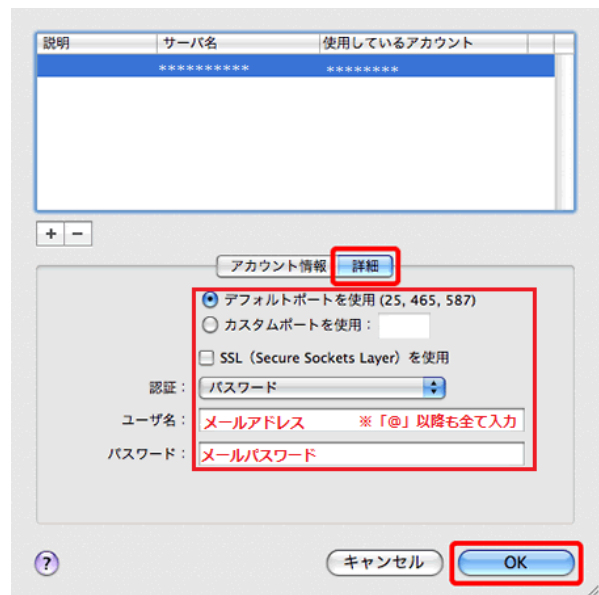 説明 サーバ名 使用しているアカウント
********** ********
+ −
アカウント情報 詳細
デフォルトポートを使用 (25, 465, 587)
カスタムポートを使用：
SSL（Secure Sockets Layer）を使用
認証： パスワード
ユーザ名： メールアドレス ※「@」以降も全て入力
パスワード： メールパスワード
? キャンセル OK